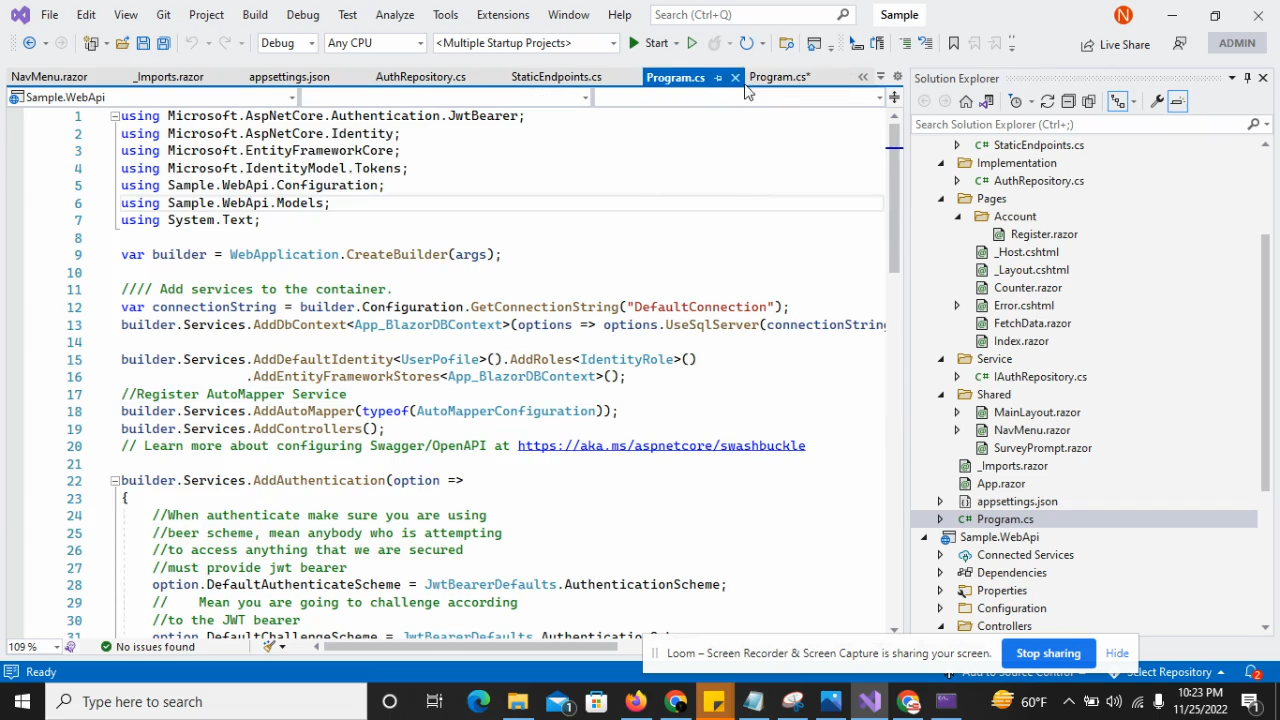 File Edit View Git Project Build Debug Test Analyze Tools Extensions Window Help Search (Ctrl+Q) Sample N
Debug Any CPU <Multiple Startup Projects> Start Live Share ADMIN
NavMenu.razor _Imports.razor appsettings.json AuthRepository.cs StaticEndpoints.cs Program.cs Program.cs*
Sample.WebApi
1 using Microsoft.AspNetCore.Authentication.JwtBearer;
2 using Microsoft.AspNetCore.Identity;
3 using Microsoft.EntityFrameworkCore;
4 using Microsoft.IdentityModel.Tokens;
5 using Sample.WebApi.Configuration;
6 using Sample.WebApi.Models;
7 using System.Text;
8
9 var builder = WebApplication.CreateBuilder(args);
10
11 //// Add services to the container.
12 var connectionString = builder.Configuration.GetConnectionString("DefaultConnection");
13 builder.Services.AddDbContext<App_BlazorDBContext>(options => options.UseSqlServer(connectionString
14
15 builder.Services.AddDefaultIdentity<UserPofile>().AddRoles<IdentityRole>()
16 .AddEntityFrameworkStores<App_BlazorDBContext>();
17 //Register AutoMapper Service
18 builder.Services.AddAutoMapper(typeof(AutoMapperConfiguration));
19 builder.Services.AddControllers();
20 // Learn more about configuring Swagger/OpenAPI at https://aka.ms/aspnetcore/swashbuckle
21
22 builder.Services.AddAuthentication(option =>
23 {
24 //When authenticate make sure you are using
25 //beer scheme, mean anybody who is attempting
26 //to access anything that we are secured
27 //must provide jwt bearer
28 option.DefaultAuthenticateScheme = JwtBearerDefaults.AuthenticationScheme;
29 // Mean you are going to challenge according
30 //to the JWT bearer
31 option.DefaultChallengeScheme = JwtBearerDefaults.Authentication
109 % No issues found
Solution Explorer
Search Solution Explorer (Ctrl+;)
StaticEndpoints.cs
Implementation
C# AuthRepository.cs
Pages
Account
Register.razor
_Host.cshtml
_Layout.cshtml
Counter.razor
Error.cshtml
FetchData.razor
Index.razor
Service
C# IAuthRepository.cs
Shared
MainLayout.razor
NavMenu.razor
SurveyPrompt.razor
_Imports.razor
App.razor
appsettings.json
C# Program.cs
Sample.WebApi
Connected Services
Dependencies
Properties
Configuration
Controllers
Loom – Screen Recorder & Screen Capture is sharing your screen. Stop sharing Hide
Ready Add to Source Control Select Repository 2
Type here to search 1 60°F 10:23 PM
11/25/2022